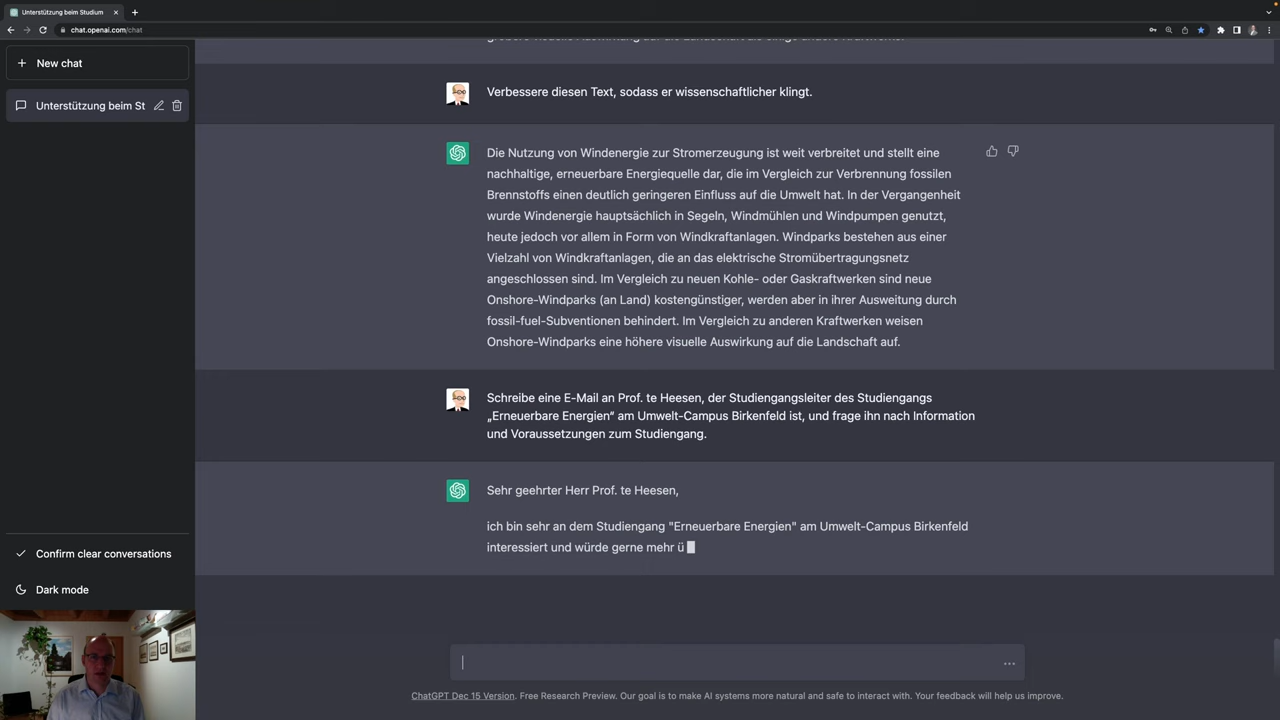 Unterstützung beim Studium
chat.openai.com/chat
New chat
Unterstützung beim St
Verbessere diesen Text, sodass er wissenschaftlicher klingt.
Die Nutzung von Windenergie zur Stromerzeugung ist weit verbreitet und stellt eine
nachhaltige, erneuerbare Energiequelle dar, die im Vergleich zur Verbrennung fossilen
Brennstoffs einen deutlich geringeren Einfluss auf die Umwelt hat. In der Vergangenheit
wurde Windenergie hauptsächlich in Segeln, Windmühlen und Windpumpen genutzt,
heute jedoch vor allem in Form von Windkraftanlagen. Windparks bestehen aus einer
Vielzahl von Windkraftanlagen, die an das elektrische Stromübertragungsnetz
angeschlossen sind. Im Vergleich zu neuen Kohle- oder Gaskraftwerken sind neue
Onshore-Windparks (an Land) kostengünstiger, werden aber in ihrer Ausweitung durch
fossil-fuel-Subventionen behindert. Im Vergleich zu anderen Kraftwerken weisen
Onshore-Windparks eine höhere visuelle Auswirkung auf die Landschaft auf.
Schreibe eine E-Mail an Prof. te Heesen, der Studiengangsleiter des Studiengangs
„Erneuerbare Energien“ am Umwelt-Campus Birkenfeld ist, und frage ihn nach Information
und Voraussetzungen zum Studiengang.
Sehr geehrter Herr Prof. te Heesen,
ich bin sehr an dem Studiengang "Erneuerbare Energien" am Umwelt-Campus Birkenfeld
interessiert und würde gerne mehr ü
Confirm clear conversations
Dark mode
ChatGPT Dec 15 Version. Free Research Preview. Our goal is to make AI systems more natural and safe to interact with. Your feedback will help us improve.